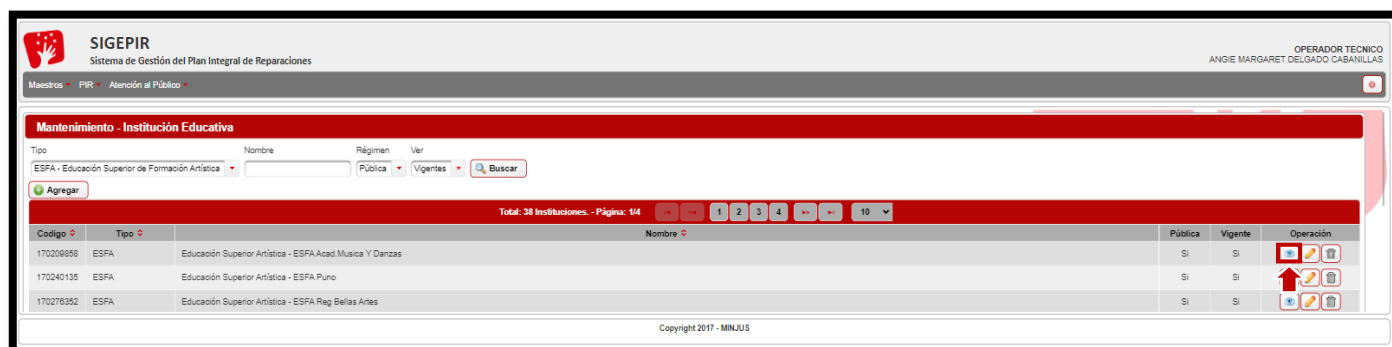 SIGEPIR
Sistema de Gestión del Plan Integral de Reparaciones
OPERADOR TECNICO
ANGIE MARGARET DELGADO CABANILLAS
Maestros PIR Atención al Público
Mantenimiento - Institución Educativa
Tipo Nombre Régimen Ver
ESFA - Educación Superior de Formación Artística Pública Vigentes Buscar
Agregar
Total: 38 Instituciones. - Página: 1/4 1 2 3 4 10
Codigo Tipo Nombre Pública Vigente Operación
170209858 ESFA Educación Superior Artística - ESFA Acad.Musica Y Danzas Si Si
170240135 ESFA Educación Superior Artística - ESFA Puno Si Si
170276352 ESFA Educación Superior Artística - ESFA Reg Bellas Artes Si Si
Copyright 2017 - MINJUS